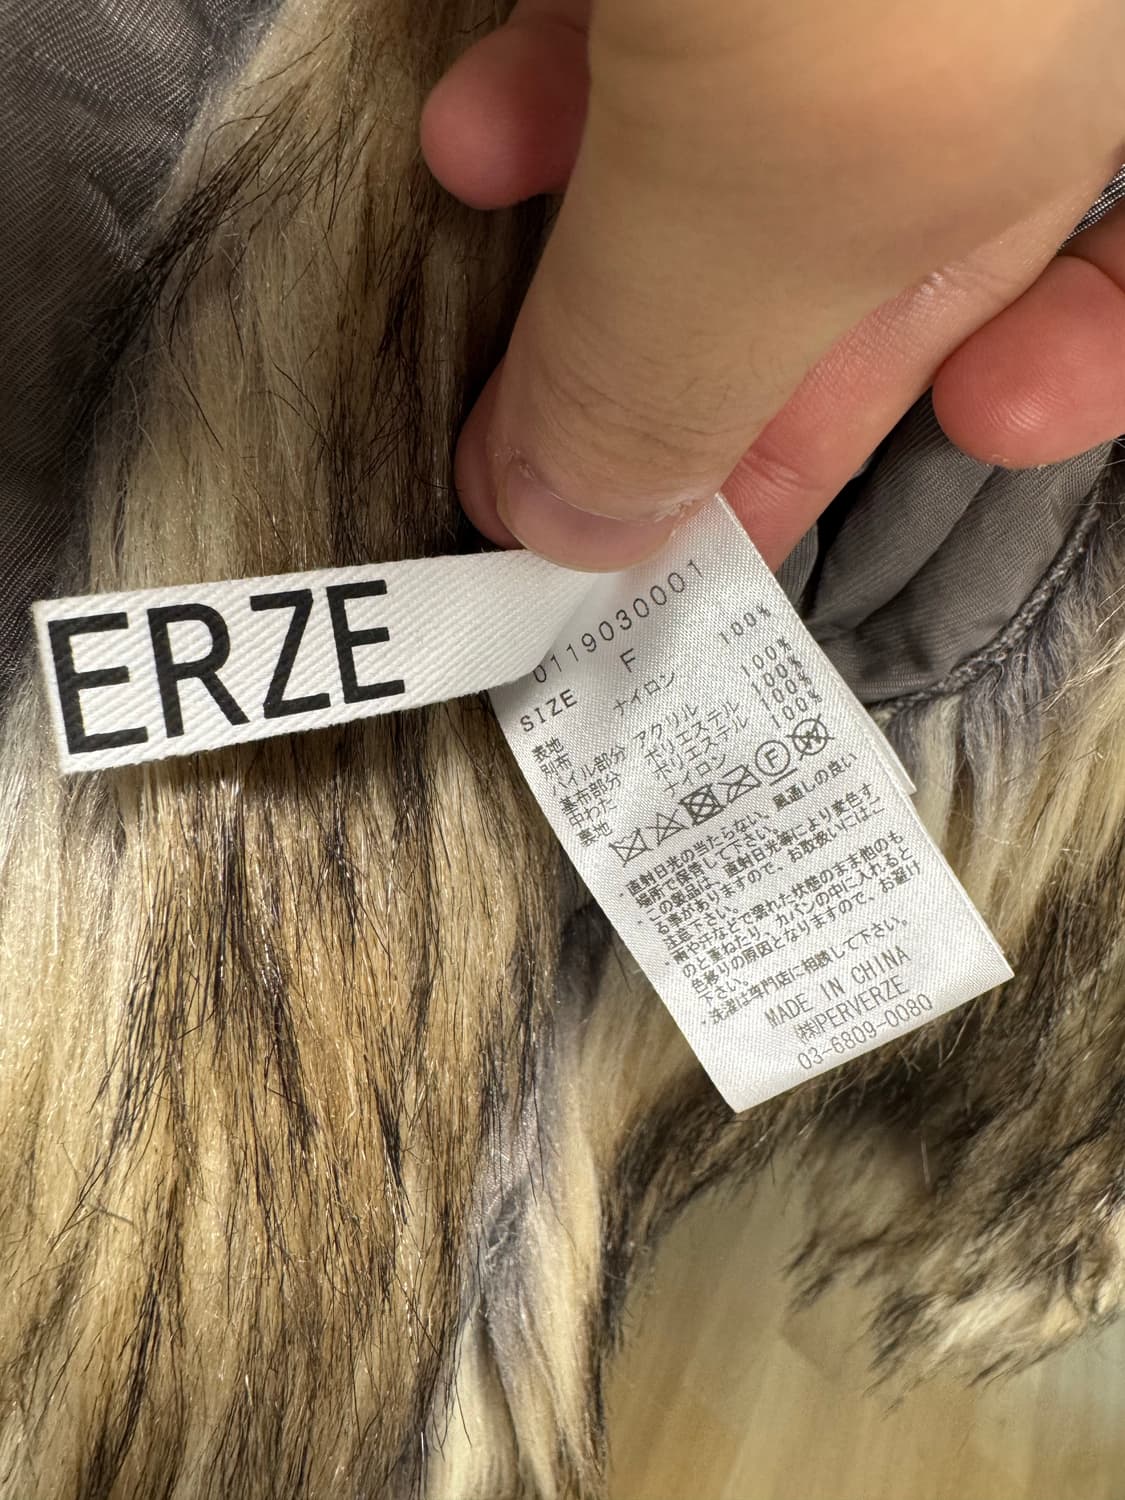 ERZE
0119030001
SIZE F
表地 ナイロン 100%
別布
パイル部分 アクリル 100%
基布部分 ポリエステル 100%
中わた ポリエステル 100%
裏地 ナイロン 100%
・直射日光の当たらない、風通しの良い
場所で保管して下さい。
・この製品は、直射日光等により変色す
る事がありますので、お取扱いにはご
注意下さい。
・雨や汗などで濡れた状態のまま他のも
のと重ねたり、カバンの中に入れると
色移りの原因となりますので、お避け
下さい。
・洗濯は専門店に相談して下さい。
MADE IN CHINA
㈱PERVERZE
03-6809-0080